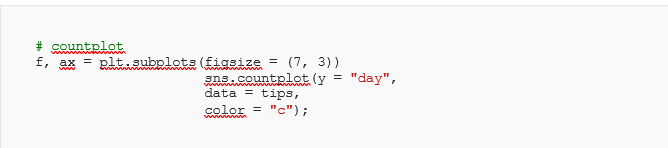 # countplot
f, ax = plt.subplots(figsize = (7, 3))
sns.countplot(y = "day",
data = tips,
color = "c");